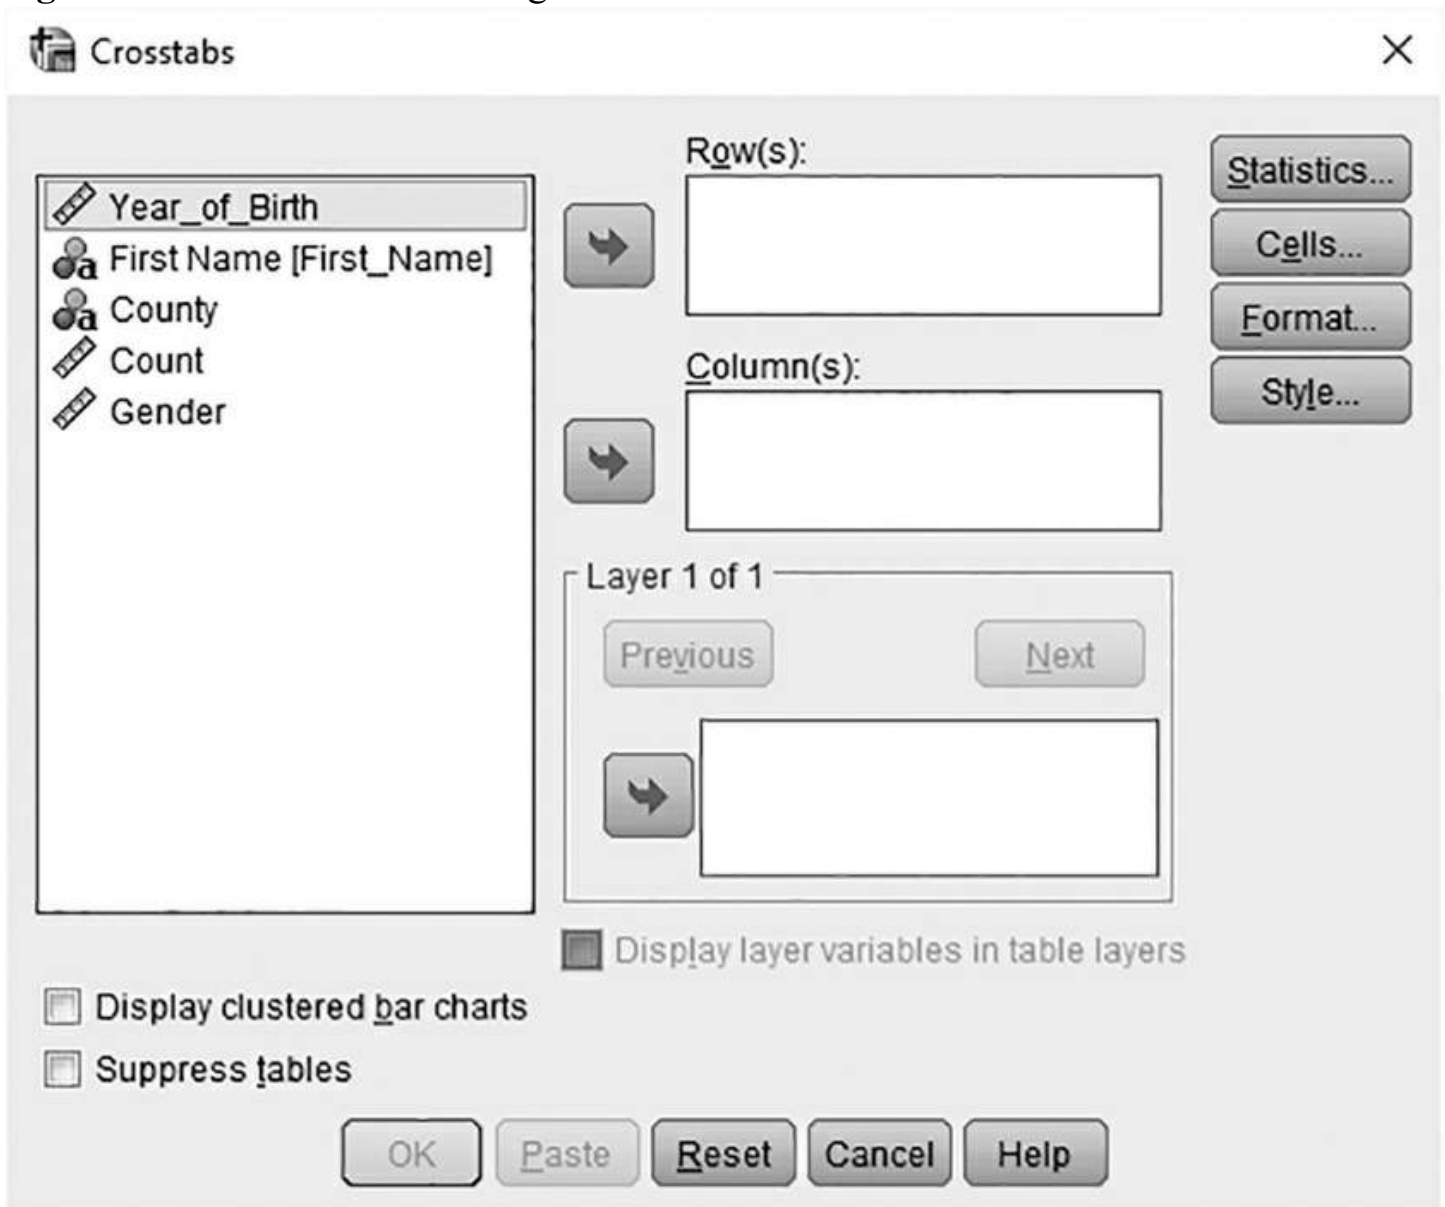 Crosstabs
Year_of_Birth
First Name [First_Name]
County
Count
Gender
Row(s):
Column(s):
Layer 1 of 1
Previous
Next
Display layer variables in table layers
Statistics...
Cells...
Format...
Style...
Display clustered bar charts
Suppress tables
OK
Paste
Reset
Cancel
Help